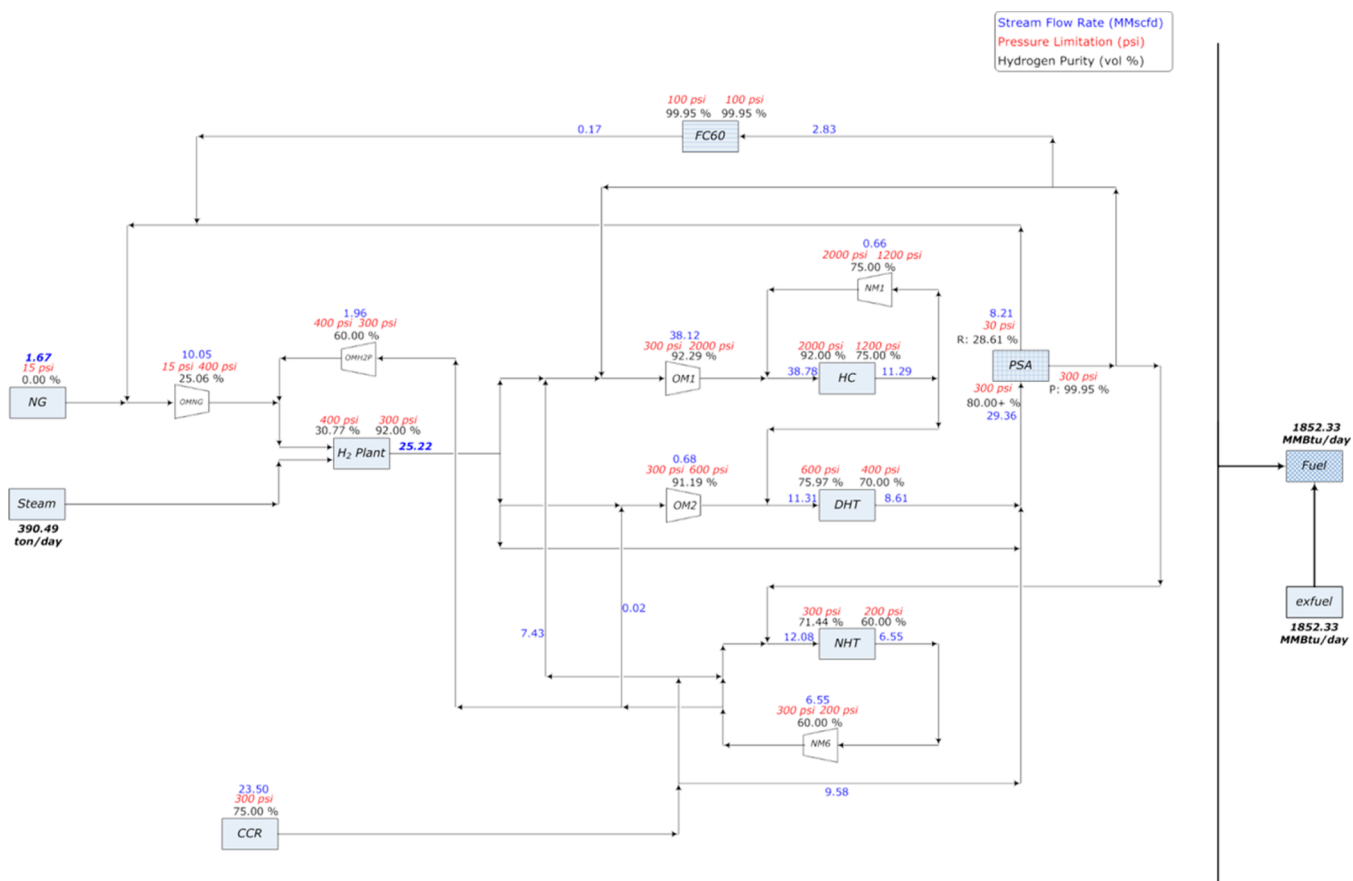 Stream Flow Rate (MMscfd)
Pressure Limitation (psi)
Hydrogen Purity (vol %)
100 psi 100 psi
99.95 % 99.95 %
FC60
0.17
2.83
0.66
2000 psi 1200 psi
75.00 %
NM1
1.96
400 psi 300 psi
60.00 %
OMH2P
1.67
15 psi
0.00 %
NG
10.05
15 psi 400 psi
25.06 %
OMNG
38.12
300 psi 2000 psi
92.29 %
OM1
2000 psi 1200 psi
92.00 % 75.00 %
38.78
HC
11.29
8.21
30 psi
R: 28.61 %
PSA
300 psi
P: 99.95 %
300 psi
80.00+ %
29.36
400 psi 300 psi
30.77 % 92.00 %
H2 Plant
25.22
Steam
390.49
ton/day
0.68
300 psi 600 psi
91.19 %
OM2
600 psi 400 psi
75.97 % 70.00 %
11.31
DHT
8.61
1852.33
MMBtu/day
Fuel
exfuel
1852.33
MMBtu/day
0.02
7.43
300 psi 200 psi
71.44 % 60.00 %
12.08
NHT
6.55
6.55
300 psi 200 psi
60.00 %
NM6
9.58
23.50
300 psi
75.00 %
CCR